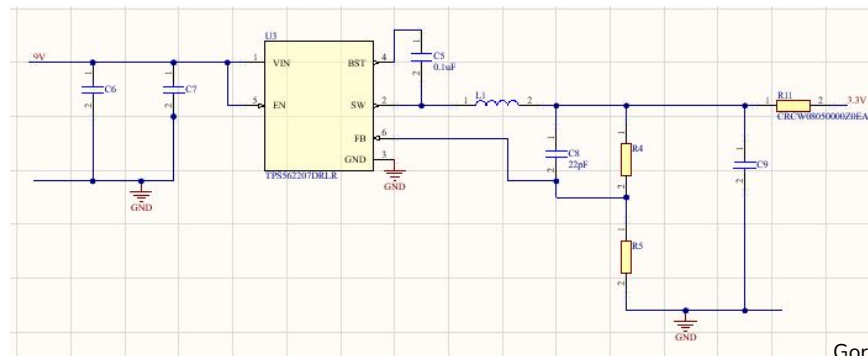 U3
9V
1
VIN
BST
4
1
C5
0.1uF
2
1
C6
2
1
C7
2
5
EN
SW
2
1
L1
2
1
R11
2
3.3V
CRCW08050000Z0EA
FB
6
1
C8
22pF
2
1
R4
2
1
C9
2
GND
3
TPS562207DRLR
GND
GND
1
R5
2
GND
Gor